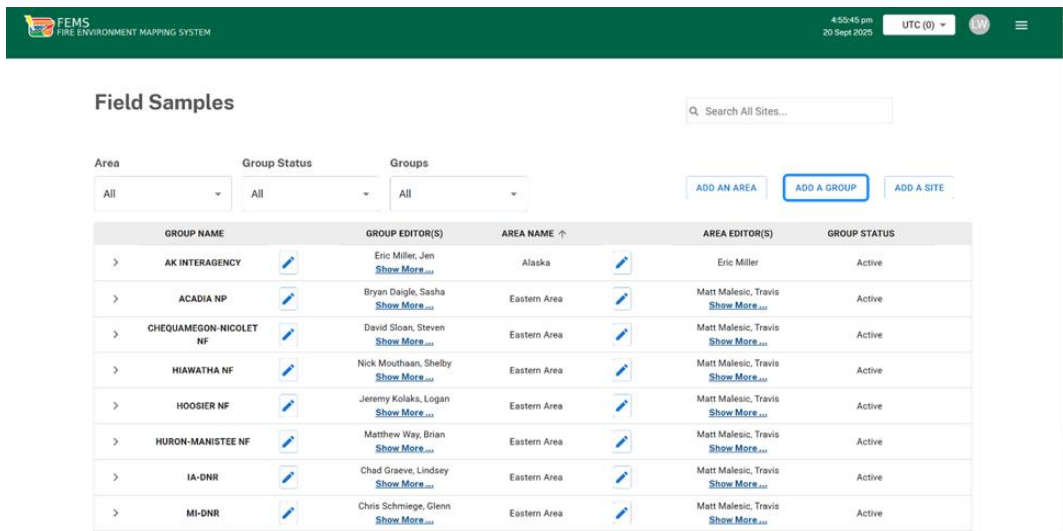 FEMS
FIRE ENVIRONMENT MAPPING SYSTEM
4:55:45 pm
20 Sept 2025
UTC (0)
LW
Field Samples
Search All Sites...
Area
Group Status
Groups
All
All
All
ADD AN AREA
ADD A GROUP
ADD A SITE
GROUP NAME GROUP EDITOR(S) AREA NAME ↑ AREA EDITOR(S) GROUP STATUS
AK INTERAGENCY
Eric Miller, Jen
Show More ...
Alaska
Eric Miller
Active
ACADIA NP
Bryan Daigle, Sasha
Show More ...
Eastern Area
Matt Malesic, Travis
Show More ...
Active
CHEQUAMEGON-NICOLET
NF
David Sloan, Steven
Show More ...
Eastern Area
Matt Malesic, Travis
Show More ...
Active
HIAWATHA NF
Nick Mouthaan, Shelby
Show More ...
Eastern Area
Matt Malesic, Travis
Show More ...
Active
HOOSIER NF
Jeremy Kolaks, Logan
Show More ...
Eastern Area
Matt Malesic, Travis
Show More ...
Active
HURON-MANISTEE NF
Matthew Way, Brian
Show More ...
Eastern Area
Matt Malesic, Travis
Show More ...
Active
IA-DNR
Chad Graeve, Lindsey
Show More ...
Eastern Area
Matt Malesic, Travis
Show More ...
Active
MI-DNR
Chris Schmiege, Glenn
Show More ...
Eastern Area
Matt Malesic, Travis
Show More ...
Active